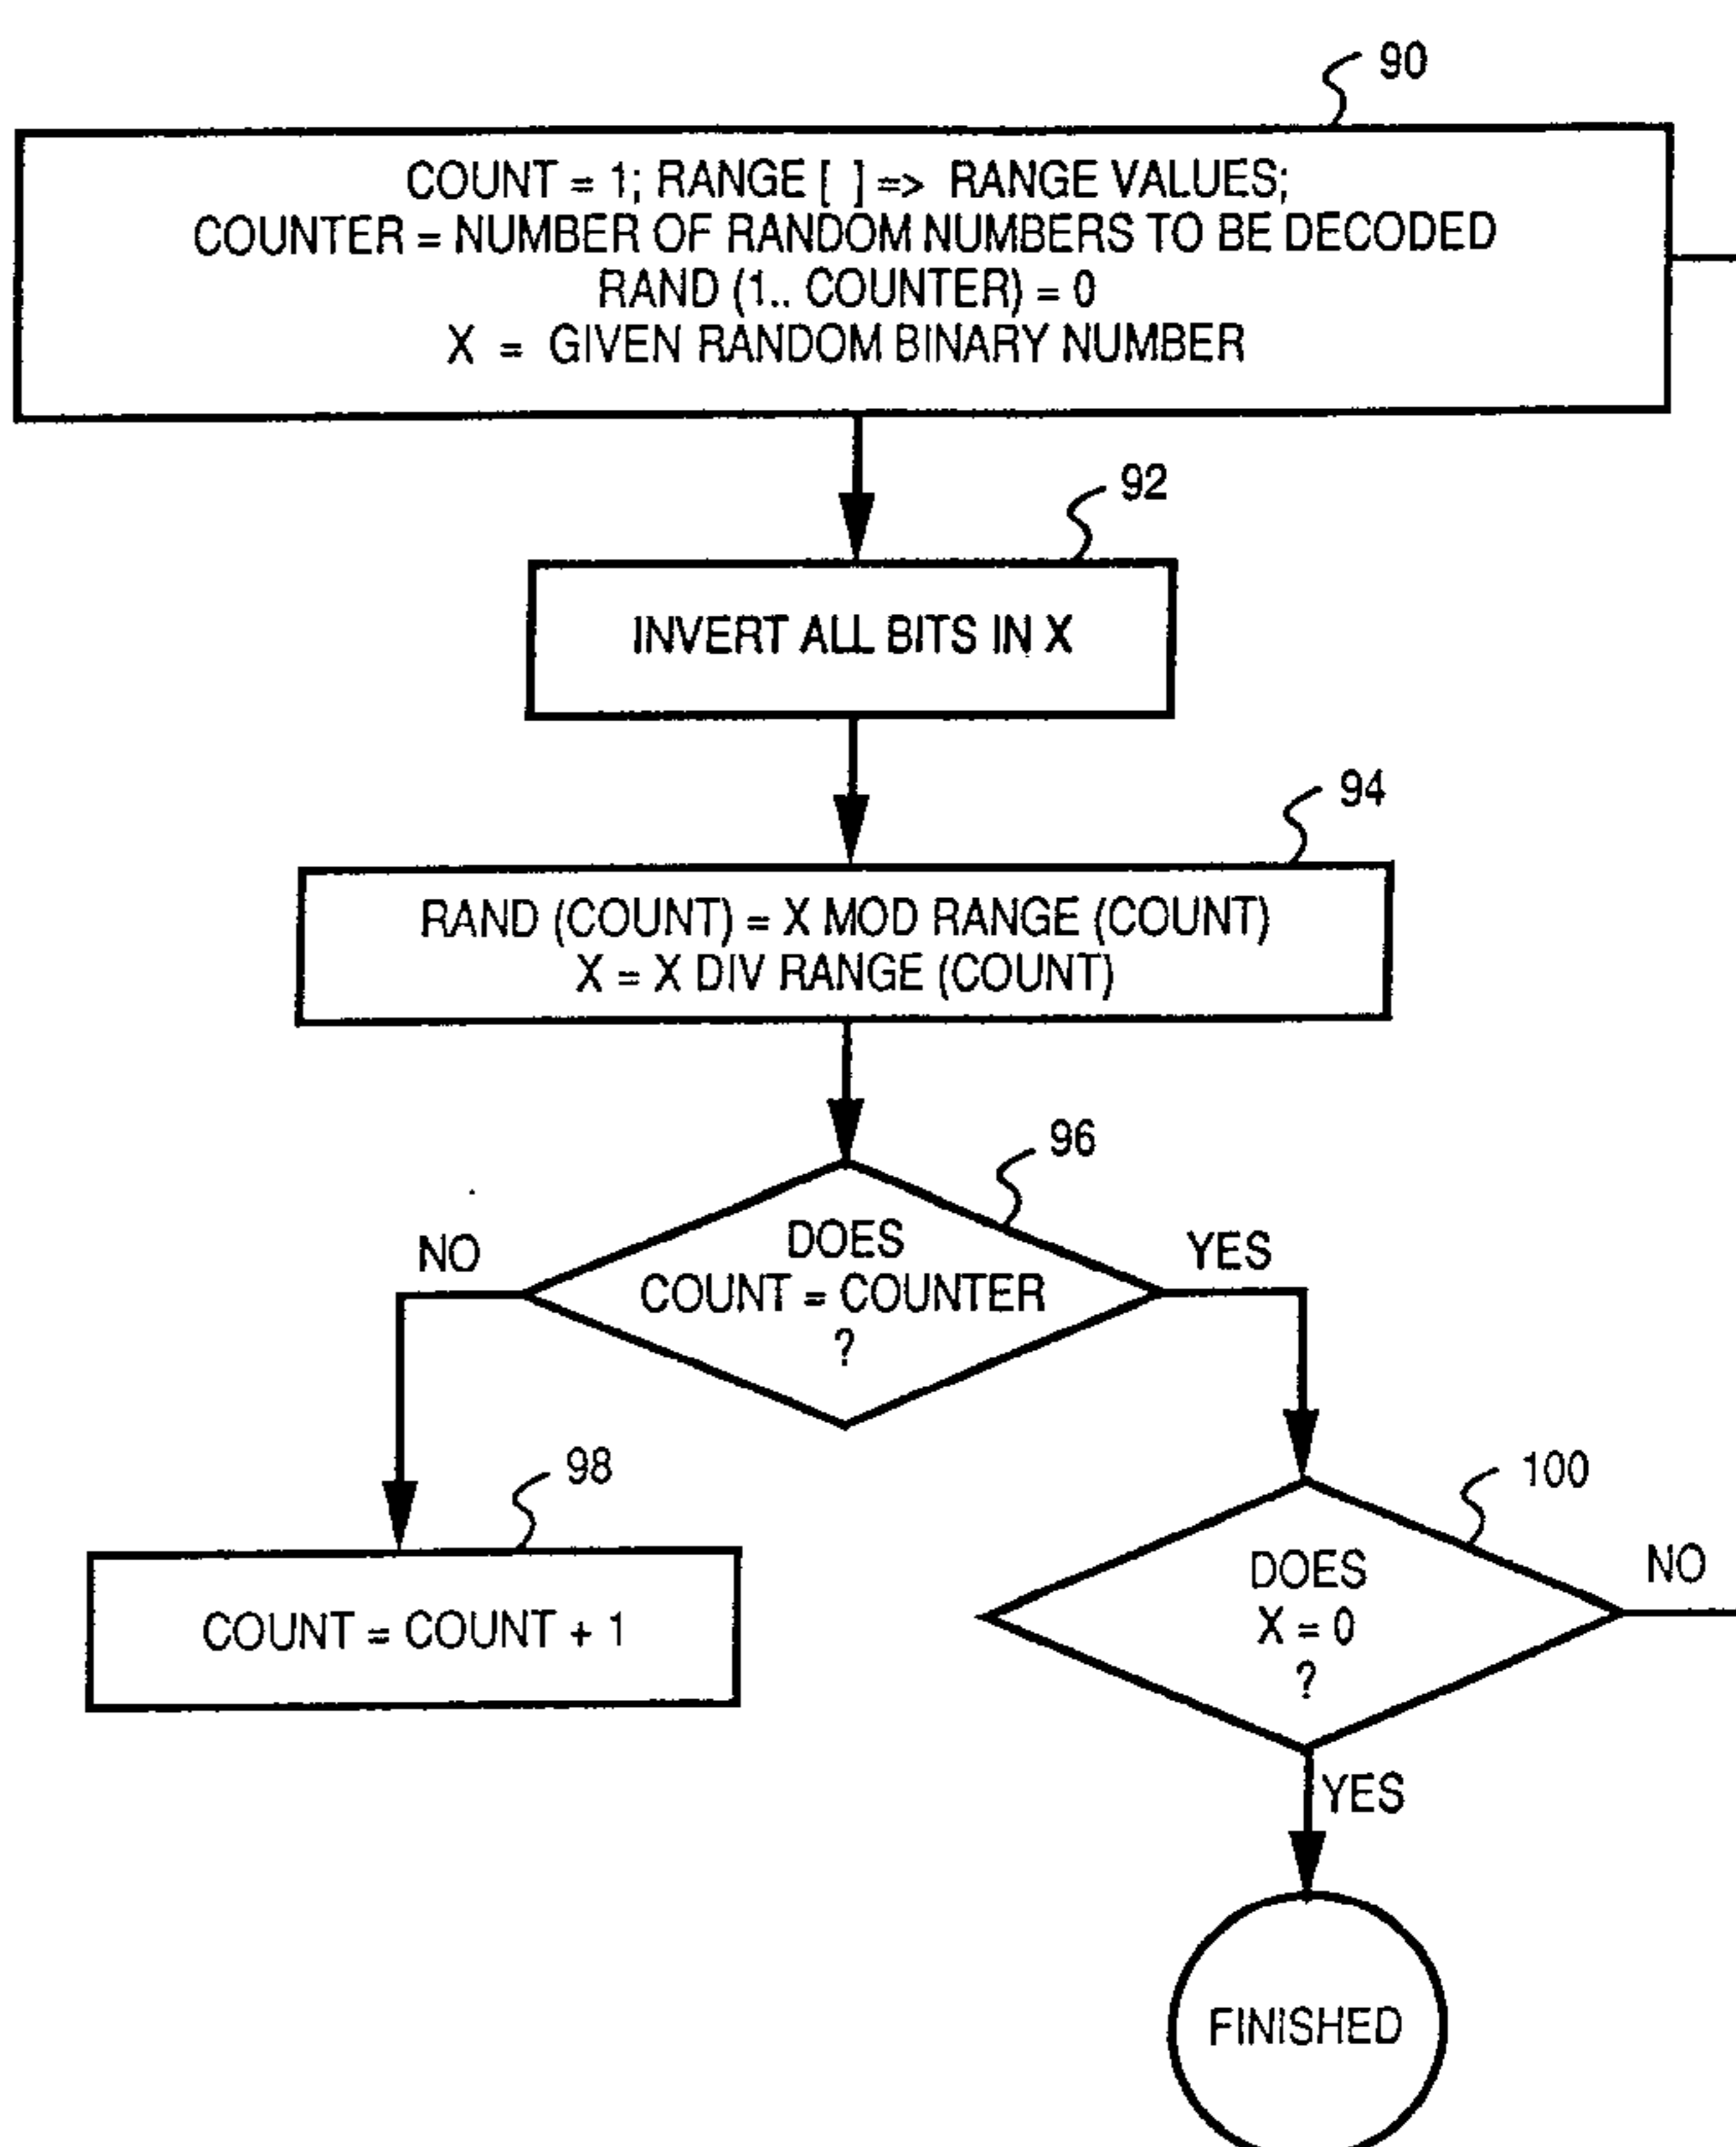 90
COUNT = 1; RANGE [ ] => RANGE VALUES;
COUNTER = NUMBER OF RANDOM NUMBERS TO BE DECODED
RAND (1.. COUNTER) = 0
X = GIVEN RANDOM BINARY NUMBER
92
INVERT ALL BITS IN X
94
RAND (COUNT) = X MOD RANGE (COUNT)
X = X DIV RANGE (COUNT)
96
NO
DOES
COUNT = COUNTER
?
YES
98
COUNT = COUNT + 1
100
DOES
X = 0
?
NO
YES
FINISHED